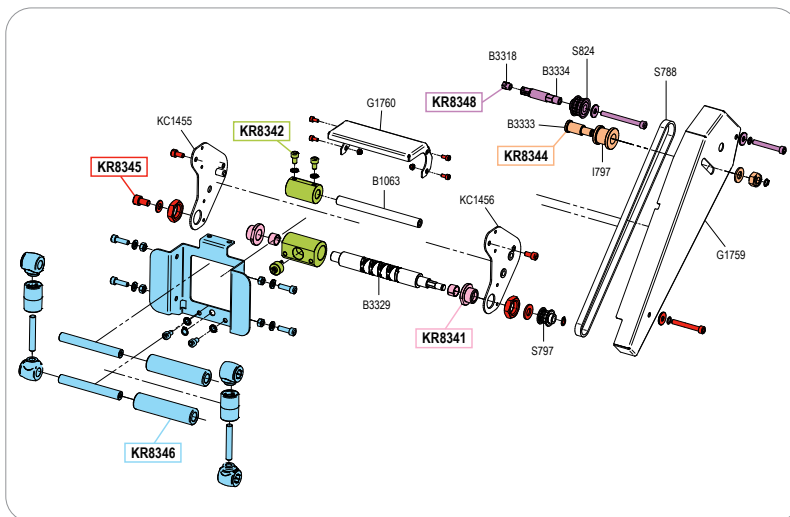 B3318
S824
B3334
S788
KR8348
G1760
KC1455
KR8342
B3333
KR8344
I797
KR8345
B1063
KC1456
G1759
B3329
KR8341
S797
KR8346